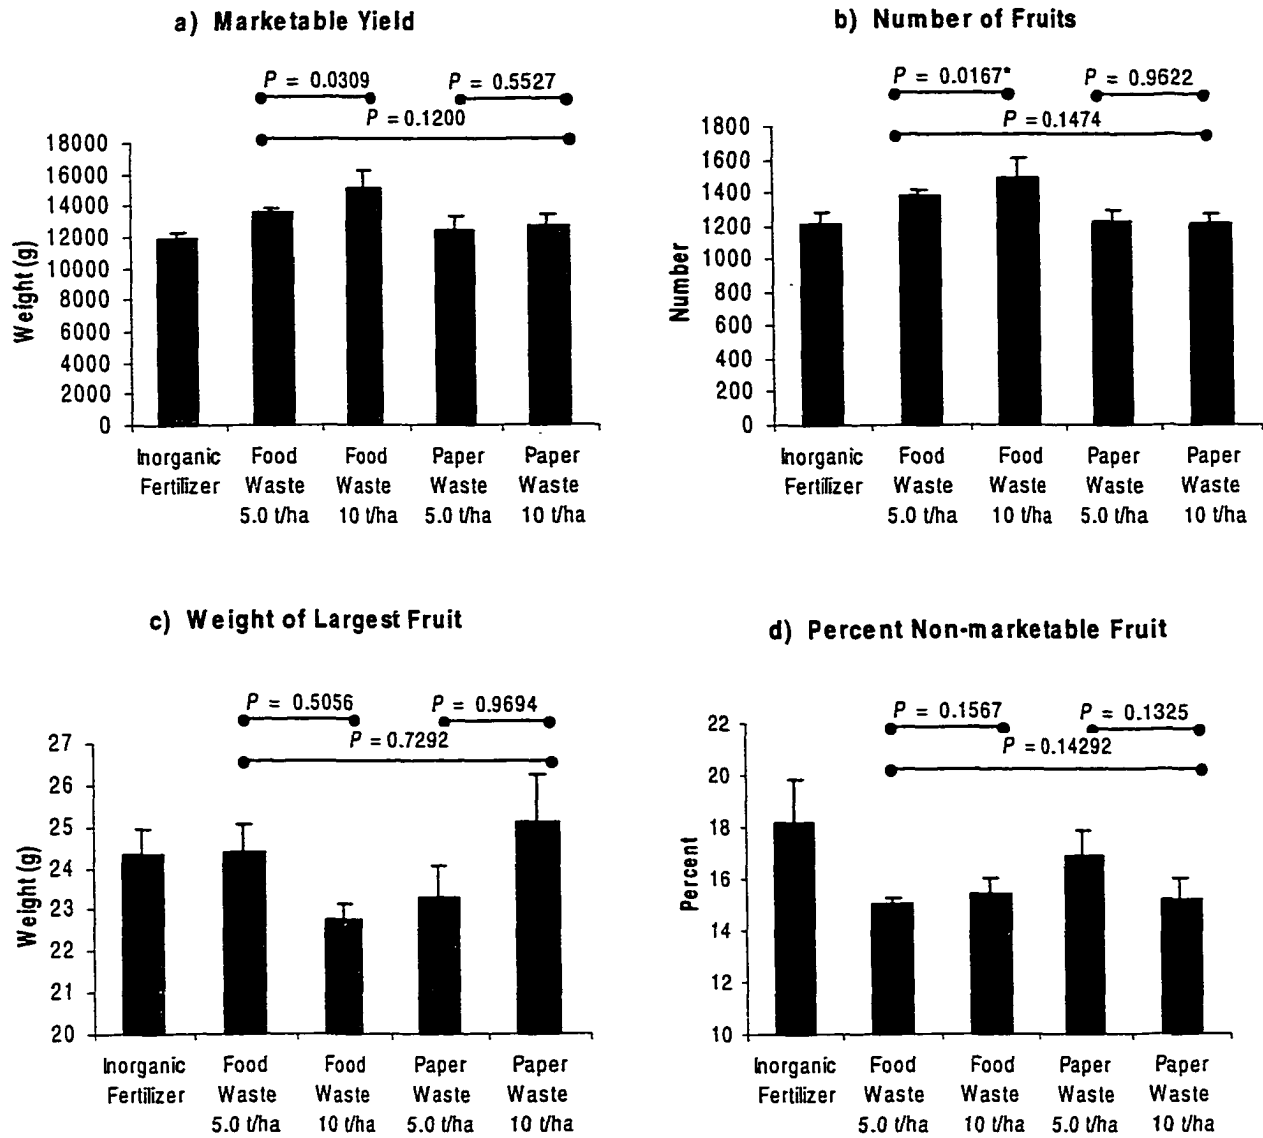 a) Marketable Yield
P = 0.0309
P = 0.5527
P = 0.1200
18000
16000
14000
12000
10000
8000
6000
4000
2000
0
Weight (g)
Inorganic
Fertilizer
Food
Waste
5.0 t/ha
Food
Waste
10 t/ha
Paper
Waste
5.0 t/ha
Paper
Waste
10 t/ha
b) Number of Fruits
P = 0.0167*
P = 0.9622
P = 0.1474
1800
1600
1400
1200
1000
800
600
400
200
0
Number
Inorganic
Fertilizer
Food
Waste
5.0 t/ha
Food
Waste
10 t/ha
Paper
Waste
5.0 t/ha
Paper
Waste
10 t/ha
c) Weight of Largest Fruit
P = 0.5056
P = 0.9694
P = 0.7292
27
26
25
24
23
22
21
20
Weight (g)
Inorganic
Fertilizer
Food
Waste
5.0 t/ha
Food
Waste
10 t/ha
Paper
Waste
5.0 t/ha
Paper
Waste
10 t/ha
d) Percent Non-marketable Fruit
P = 0.1567
P = 0.1325
P = 0.14292
22
20
18
16
14
12
10
Percent
Inorganic
Fertilizer
Food
Waste
5.0 t/ha
Food
Waste
10 t/ha
Paper
Waste
5.0 t/ha
Paper
Waste
10 t/ha